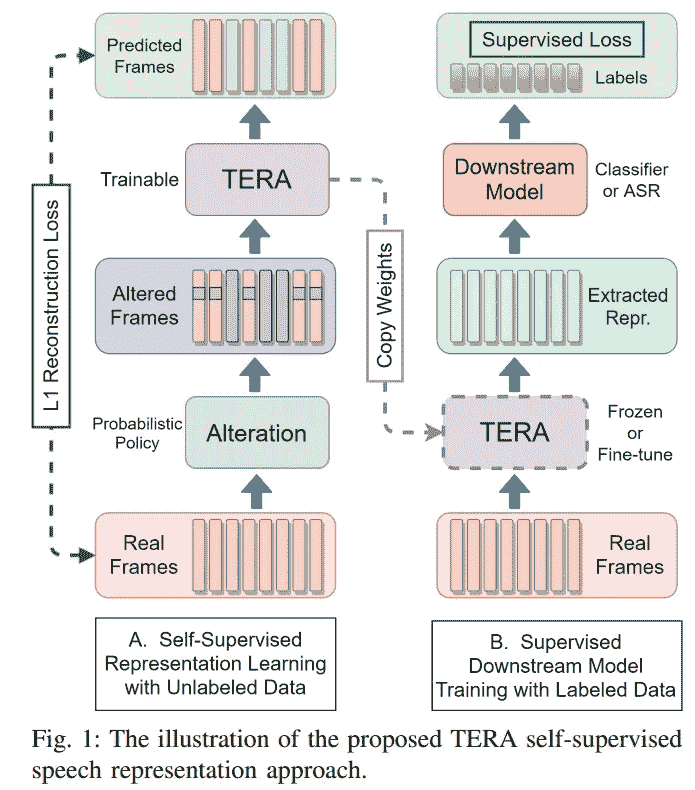 Predicted
Frames
Supervised Loss
Labels
Trainable
TERA
Downstream
Model
Classifier
or ASR
L1 Reconstruction Loss
Altered
Frames
Copy Weights
Extracted
Repr.
Probabilistic
Policy
Alteration
TERA
Frozen
or
Fine-tune
Real
Frames
Real
Frames
A. Self-Supervised
Representation Learning
with Unlabeled Data
B. Supervised
Downstream Model
Training with Labeled Data
Fig. 1: The illustration of the proposed TERA self-supervised
speech representation approach.